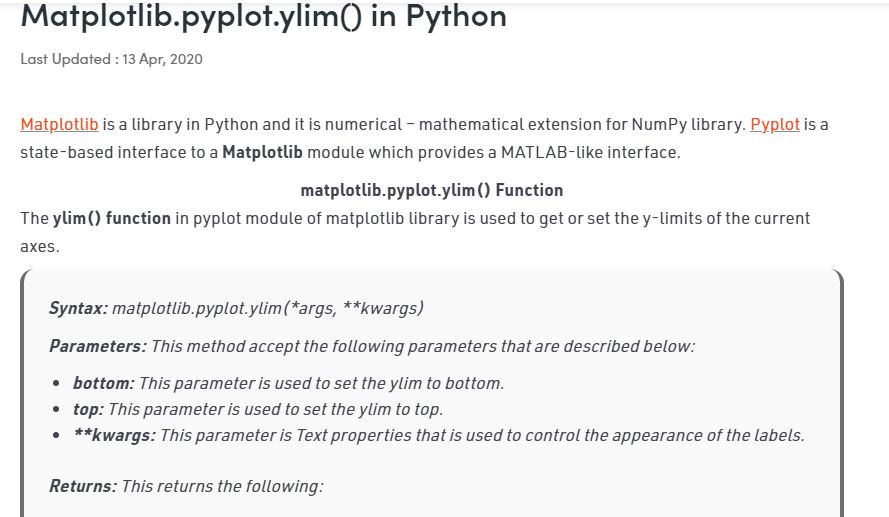 Matplotlib.pyplot.ylim() in Python
Last Updated : 13 Apr, 2020
Matplotlib is a library in Python and it is numerical – mathematical extension for NumPy library. Pyplot is a
state-based interface to a Matplotlib module which provides a MATLAB-like interface.
matplotlib.pyplot.ylim() Function
The ylim() function in pyplot module of matplotlib library is used to get or set the y-limits of the current
axes.
Syntax: matplotlib.pyplot.ylim(*args, **kwargs)
Parameters: This method accept the following parameters that are described below:
• bottom: This parameter is used to set the ylim to bottom.
• top: This parameter is used to set the ylim to top.
• **kwargs: This parameter is Text properties that is used to control the appearance of the labels.
Returns: This returns the following: